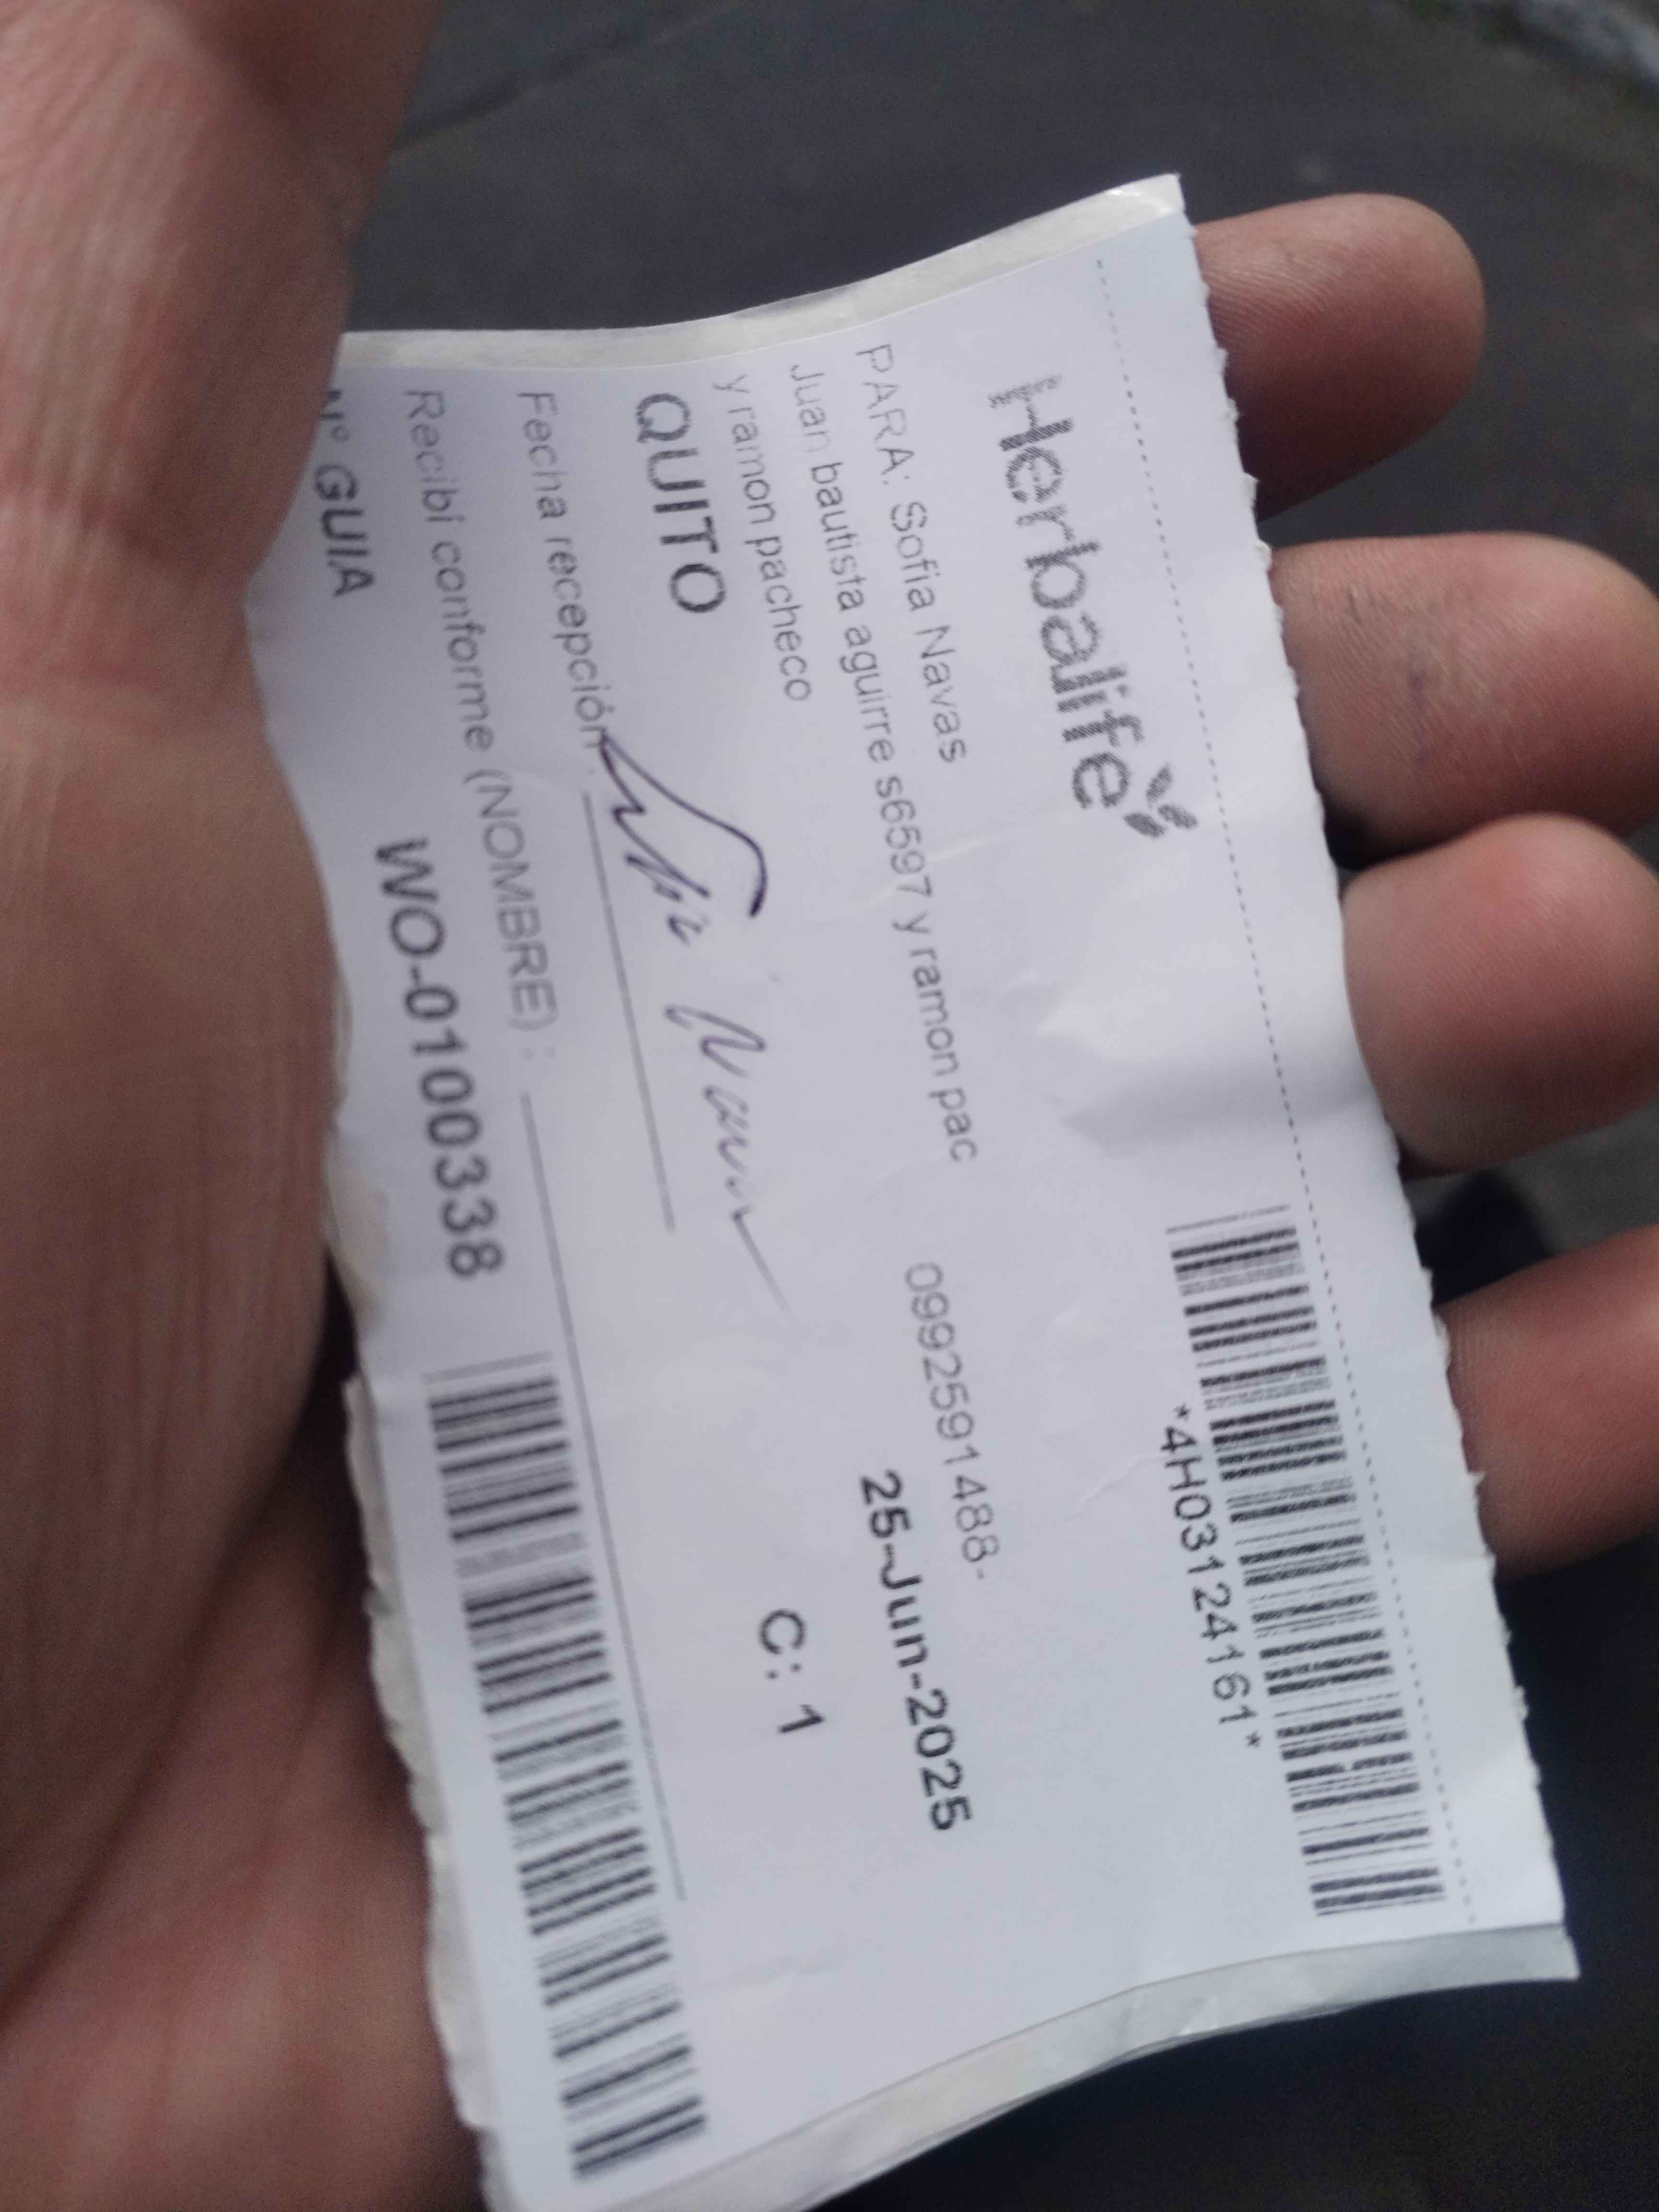 Herbalife
*4H03124161*
PARA: Sofia Navas
Juan bautista aguirre s6597 y ramon pac 0992591488-
y ramon pacheco
25-Jun-2025
QUITO
C: 1
Fecha recepción:
Recibí conforme (NOMBRE) :
Nº GUIA WO-0100338